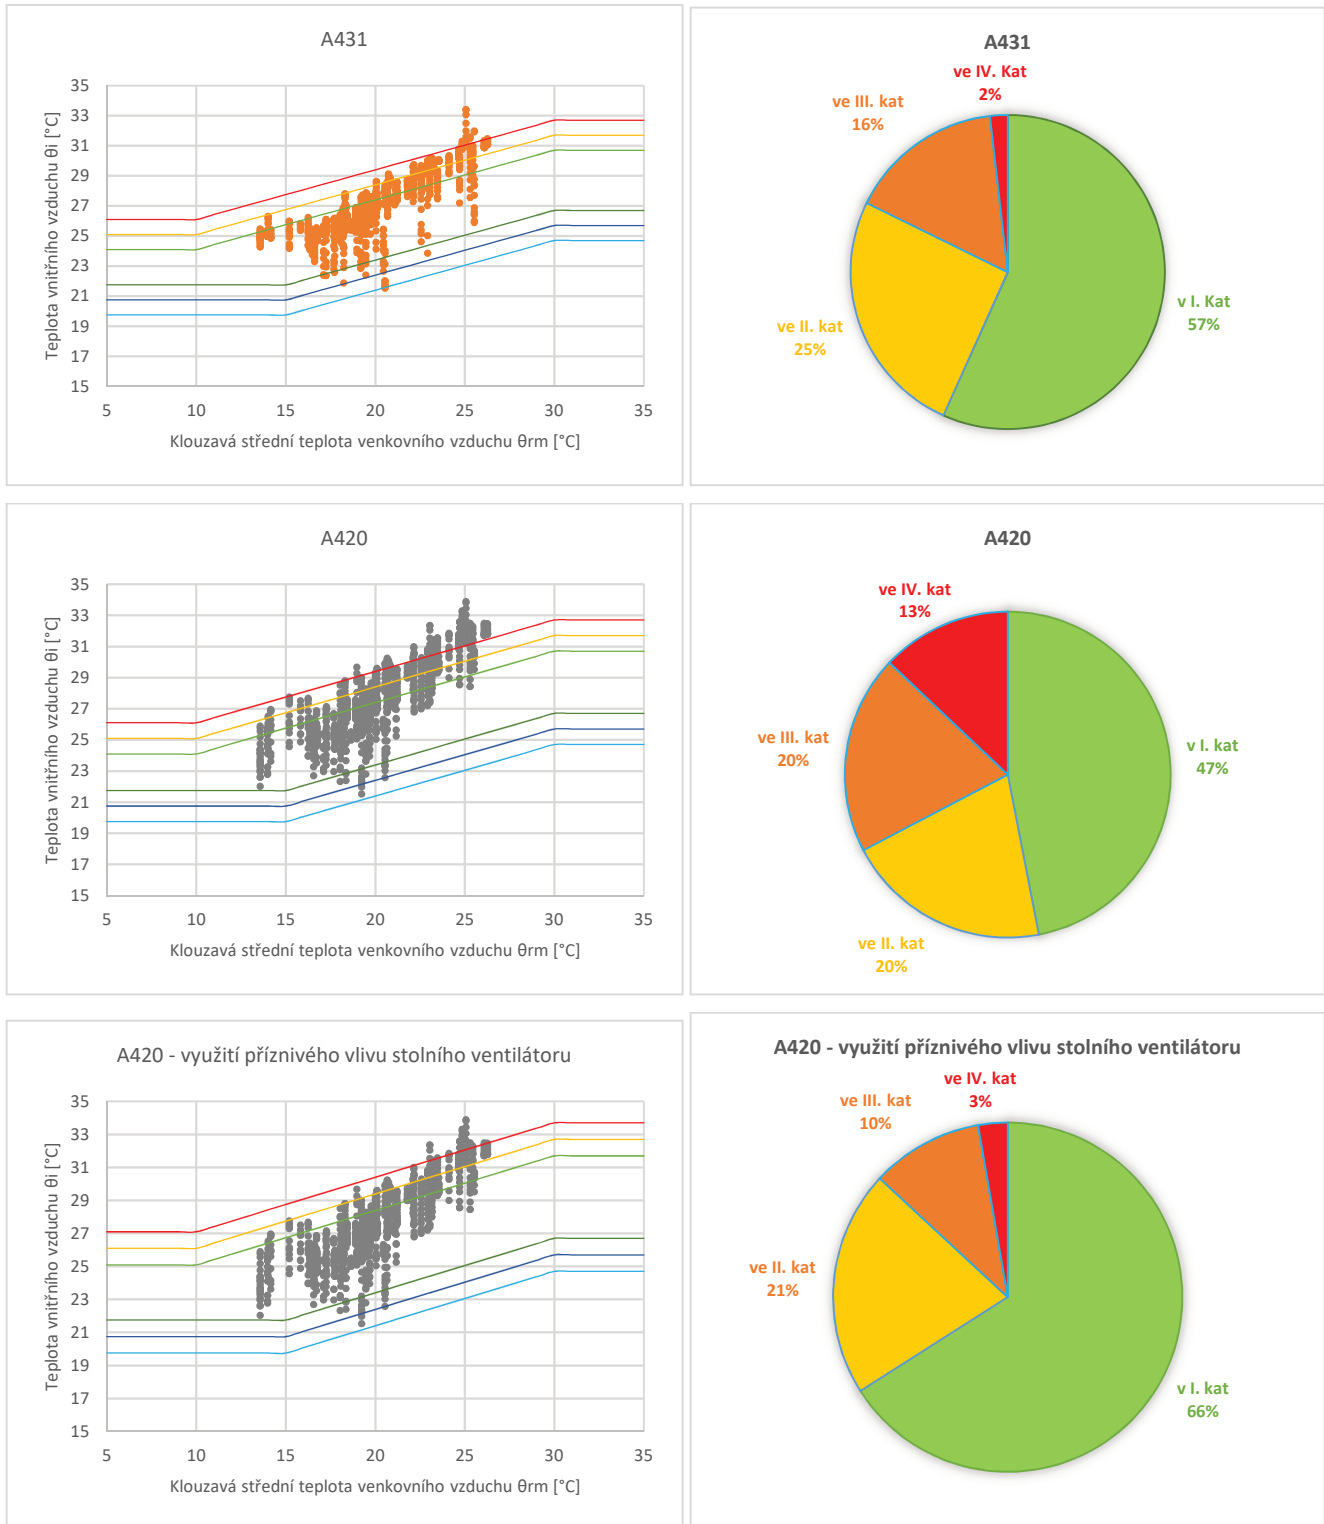 A431
Teplota vnitřního vzduchu θi [°C]
35
33
31
29
27
25
23
21
19
17
15
5 10 15 20 25 30 35
Klouzavá střední teplota venkovního vzduchu θrm [°C]
A431
ve IV. Kat
2%
ve III. kat
16%
ve II. kat
25%
v I. Kat
57%
A420
Teplota vnitřního vzduchu θi [°C]
35
33
31
29
27
25
23
21
19
17
15
5 10 15 20 25 30 35
Klouzavá střední teplota venkovního vzduchu θrm [°C]
A420
ve IV. kat
13%
ve III. kat
20%
v I. kat
47%
ve II. kat
20%
A420 - využití příznivého vlivu stolního ventilátoru
Teplota vnitřního vzduchu θi [°C]
35
33
31
29
27
25
23
21
19
17
15
5 10 15 20 25 30 35
Klouzavá střední teplota venkovního vzduchu θrm [°C]
A420 - využití příznivého vlivu stolního ventilátoru
ve IV. kat
3%
ve III. kat
10%
ve II. kat
21%
v I. kat
66%